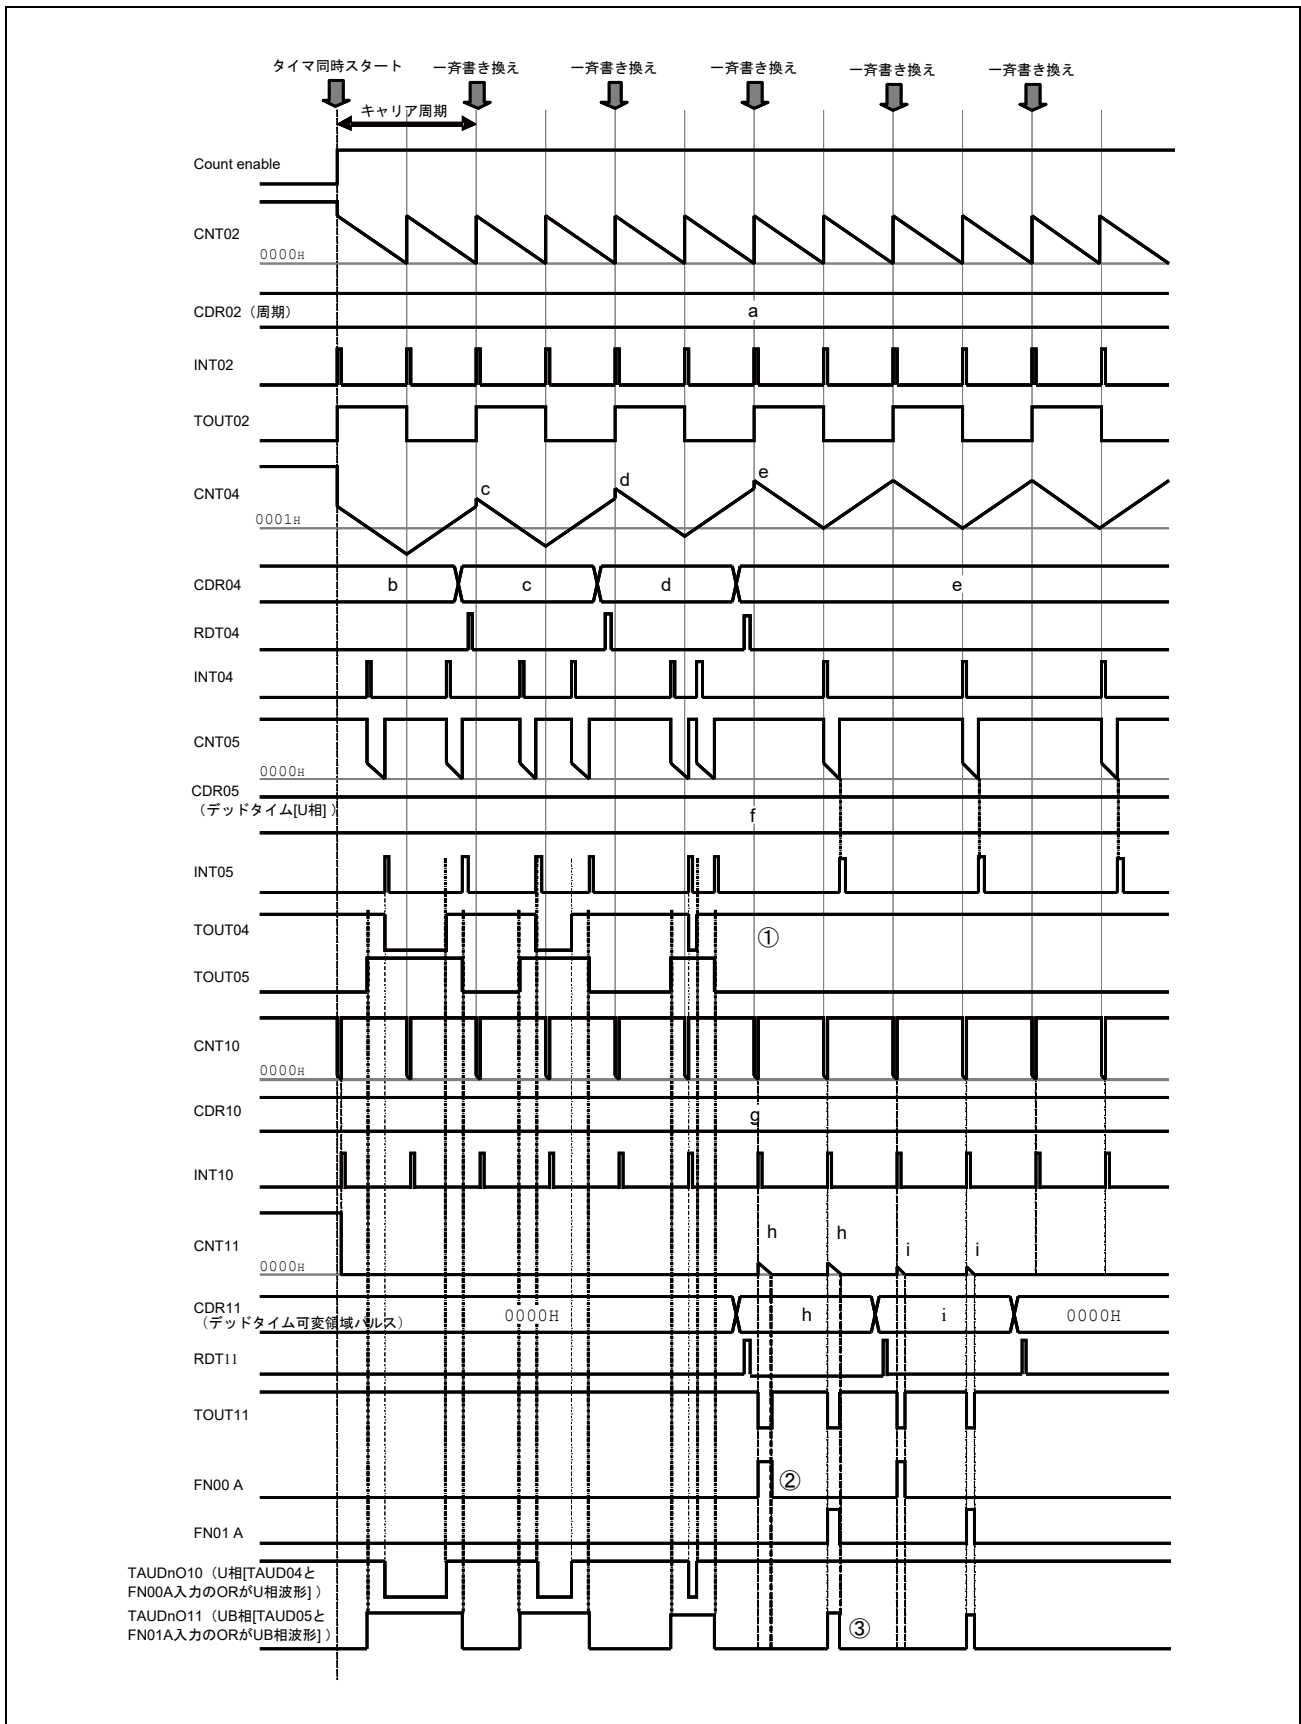 タイマ同時スタート
一斉書き換え
一斉書き換え
一斉書き換え
一斉書き換え
一斉書き換え
キャリア周期
Count enable
CNT02
0000H
CDR02（周期）
a
INT02
TOUT02
CNT04
c
d
e
0001H
CDR04
b
c
d
e
RDT04
INT04
CNT05
0000H
CDR05
（デッドタイム[U相] ）
f
INT05
TOUT04
①
TOUT05
CNT10
0000H
CDR10
g
INT10
CNT11
h
h
i
i
0000H
CDR11
（デッドタイム可変領域パルス）
0000H
h
i
0000H
RDT11
TOUT11
FN00 A
②
FN01 A
TAUDnO10（U相[TAUD04と
FN00A入力のORがU相波形] ）
TAUDnO11（UB相[TAUD05と
FN01A入力のORがUB相波形] ）
③